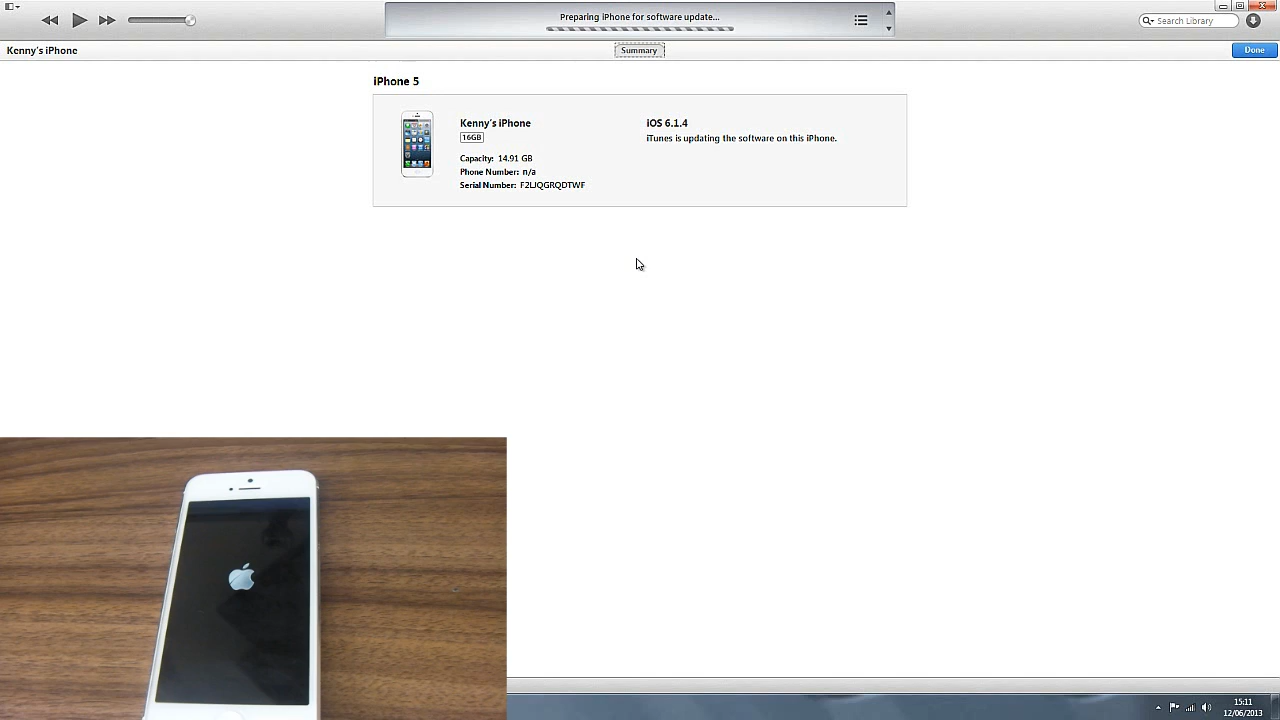 Preparing iPhone for software update...
Search Library
Kenny's iPhone
Summary
Done
iPhone 5
Kenny's iPhone
16GB
Capacity: 14.91 GB
Phone Number: n/a
Serial Number: F2LJQGRQDTWF
iOS 6.1.4
iTunes is updating the software on this iPhone.
15:11
12/06/2013